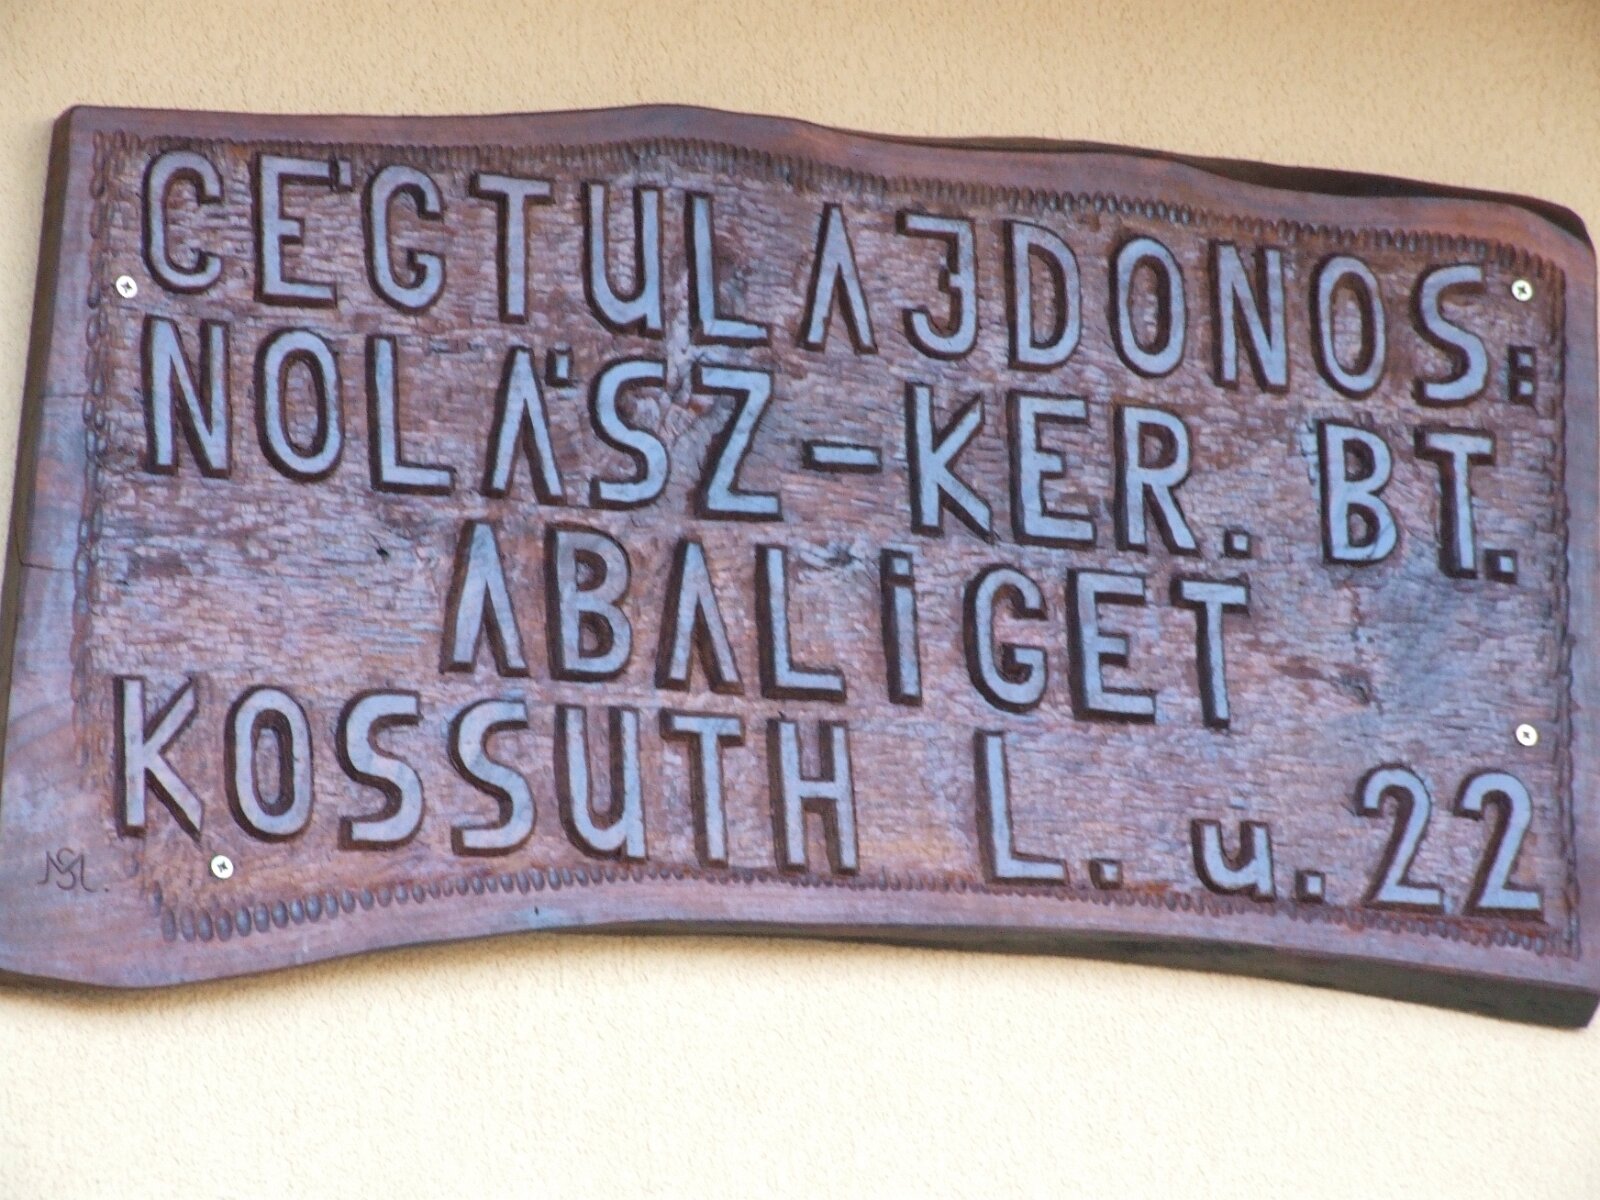 CÉGTULAJDONOS:
NOLÁSZ-KER. BT.
ABALiGET
KOSSUTH L. u. 22